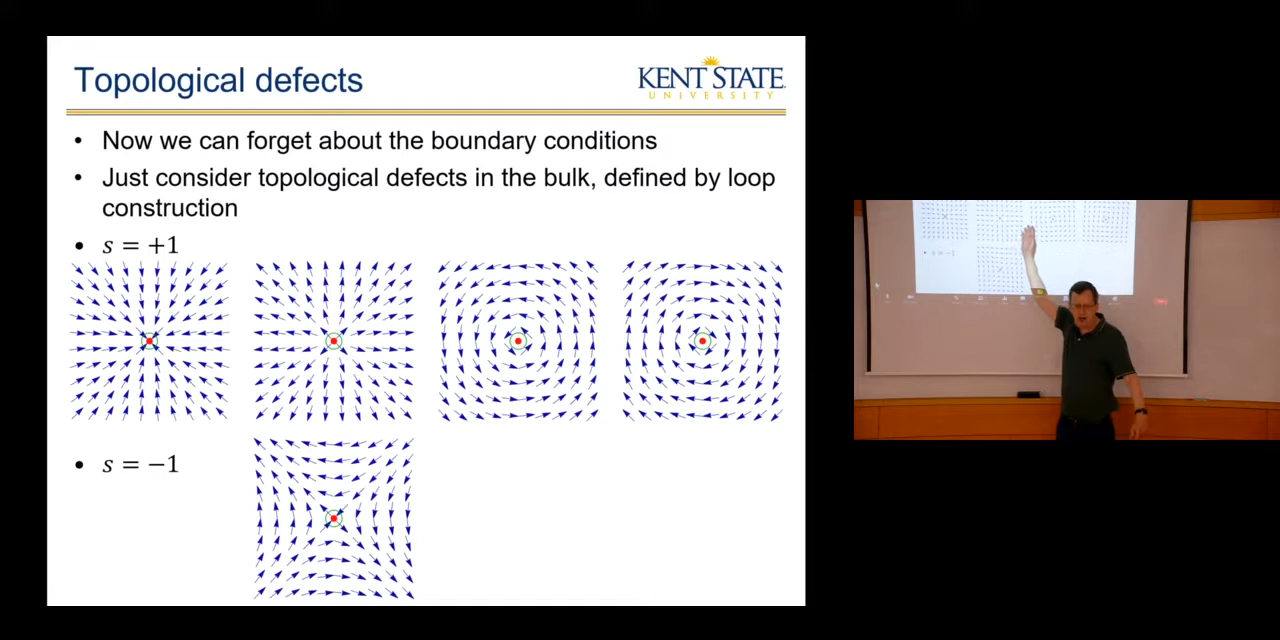 Topological defects
KENT STATE
UNIVERSITY
• Now we can forget about the boundary conditions
• Just consider topological defects in the bulk, defined by loop
construction
• s = +1
• s = −1